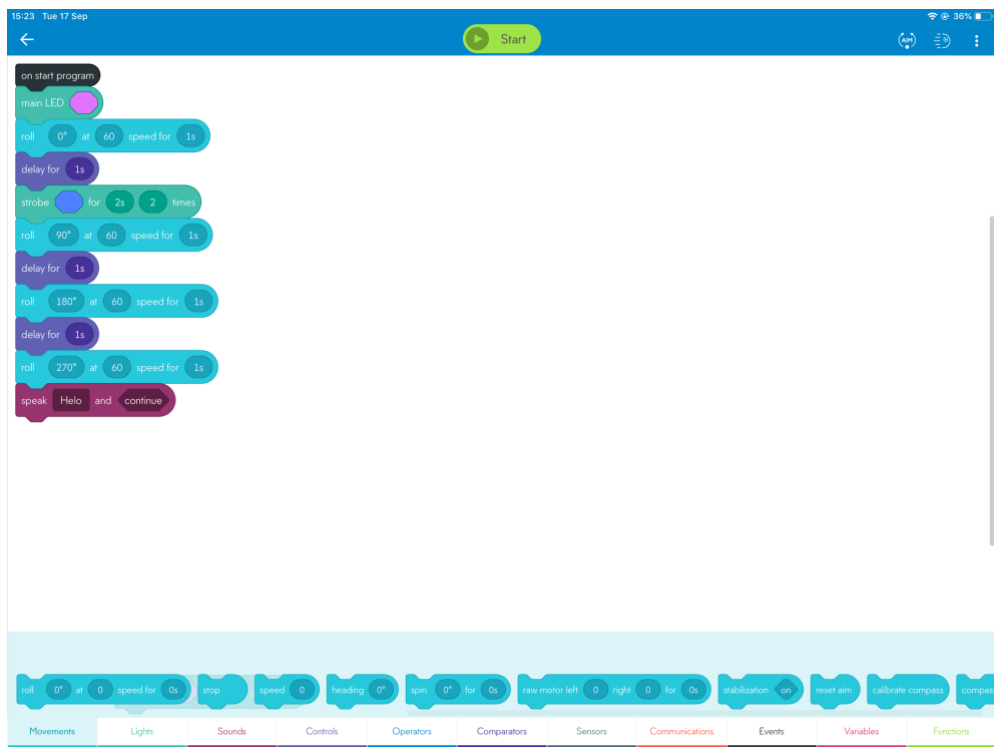 15:23 Tue 17 Sep
36%
Start
AIM
on start program
main LED
roll 0° at 60 speed for 1s
delay for 1s
strobe for 2s 2 times
roll 90° at 60 speed for 1s
delay for 1s
roll 180° at 60 speed for 1s
delay for 1s
roll 270° at 60 speed for 1s
speak Helo and continue
roll 0° at 0 speed for 0s stop speed 0 heading 0° spin 0° for 0s raw motor left 0 right 0 for 0s stabilization on reset aim calibrate compass compas
Movements Lights Sounds Controls Operators Comparators Sensors Communications Events Variables Functions